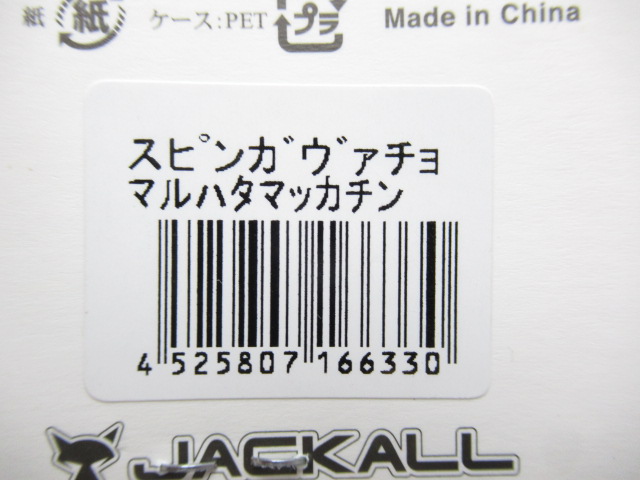 紙 紙 ケース:PET プラ Made in China
スピンガヴァチョ
マルハタマッカチン
4 525807 166330
JACKALL